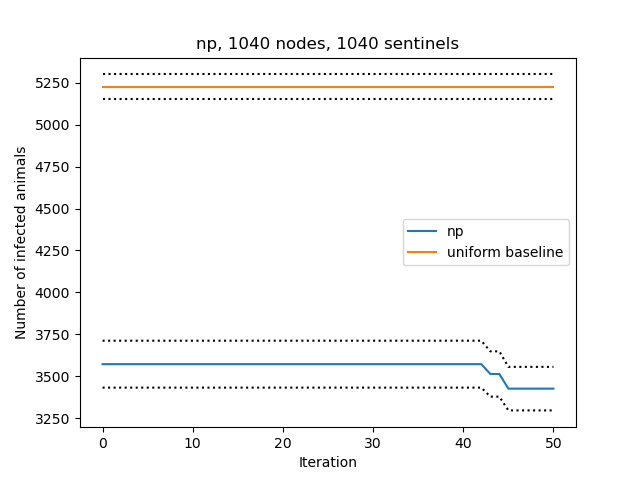 np, 1040 nodes, 1040 sentinels
Number of infected animals
5250
5000
4750
4500
4250
4000
3750
3500
3250
np
uniform baseline
0 10 20 30 40 50
Iteration